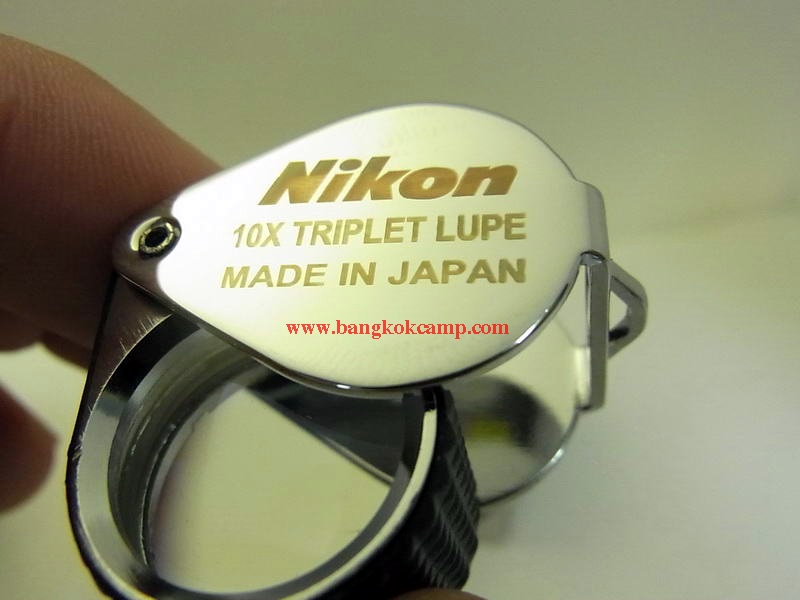 Nikon
10X TRIPLET LUPE
MADE IN JAPAN
www.bangkokcamp.com